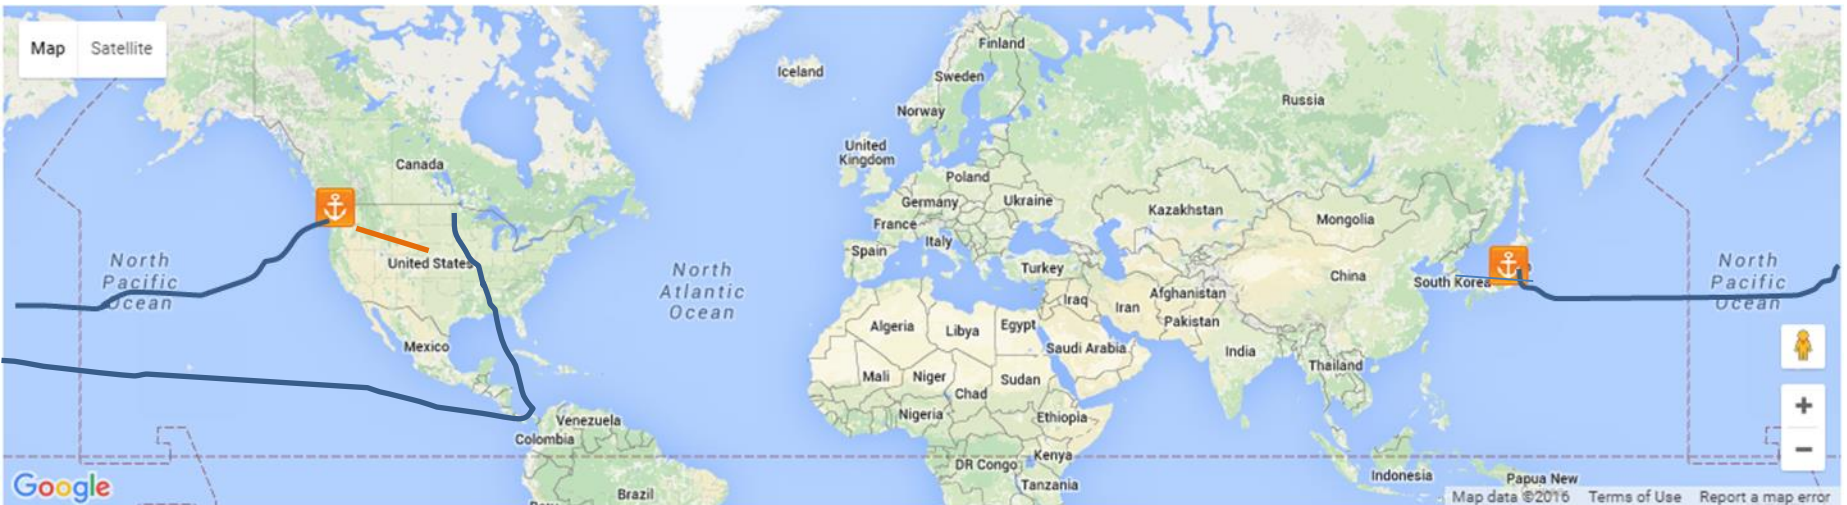 Map Satellite
Finland
Iceland
Sweden
Russia
Norway
United
Kingdom
Canada
Poland
Germany
Ukraine
Kazakhstan
Mongolia
France
Italy
Spain
North
Pacific
Ocean
United States
North
Atlantic
Ocean
Turkey
China
South Korea
North
Pacific
Ocean
Iraq
Iran
Afghanistan
Pakistan
Algeria
Libya
Egypt
Saudi Arabia
India
Mexico
Thailand
Mali
Niger
Sudan
Chad
Nigeria
Ethiopia
Venezuela
Colombia
Kenya
DR Congo
Tanzania
Indonesia
Papua New
Brazil
+
−
Google
Map data ©2016 Terms of Use Report a map error